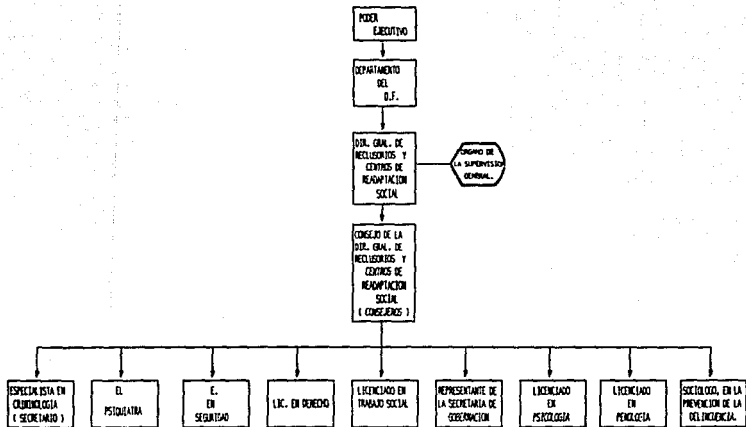 PODER
EJECUTIVO
DEPARTAMENTO
DEL
D.F.
DIR. GRAL. DE
RECLUSORIOS Y
CENTROS DE
READAPTACION
SOCIAL
ORGANO DE
LA SUPERVISION
GENERAL.
CONSEJO DE LA
DIR. GRAL. DE
RECLUSORIOS Y
CENTROS DE
READAPTACION
SOCIAL
( CONSEJEROS )
ESPECIALISTA EN
CRIMINOLOGIA
( SECRETARIO )
EL
PSIQUIATRA
E.
EN
SEGURIDAD
LIC. EN DERECHO
LICENCIADO EN
TRABAJO SOCIAL
REPRESENTANTE DE
LA SECRETARIA DE
GOBERNACION
LICENCIADO
EN
PSICOLOGIA
LICENCIADO
EN
PENOLOGIA
SOCIOLOGO, EN LA
PREVENCION DE LA
DELINCUENCIA.